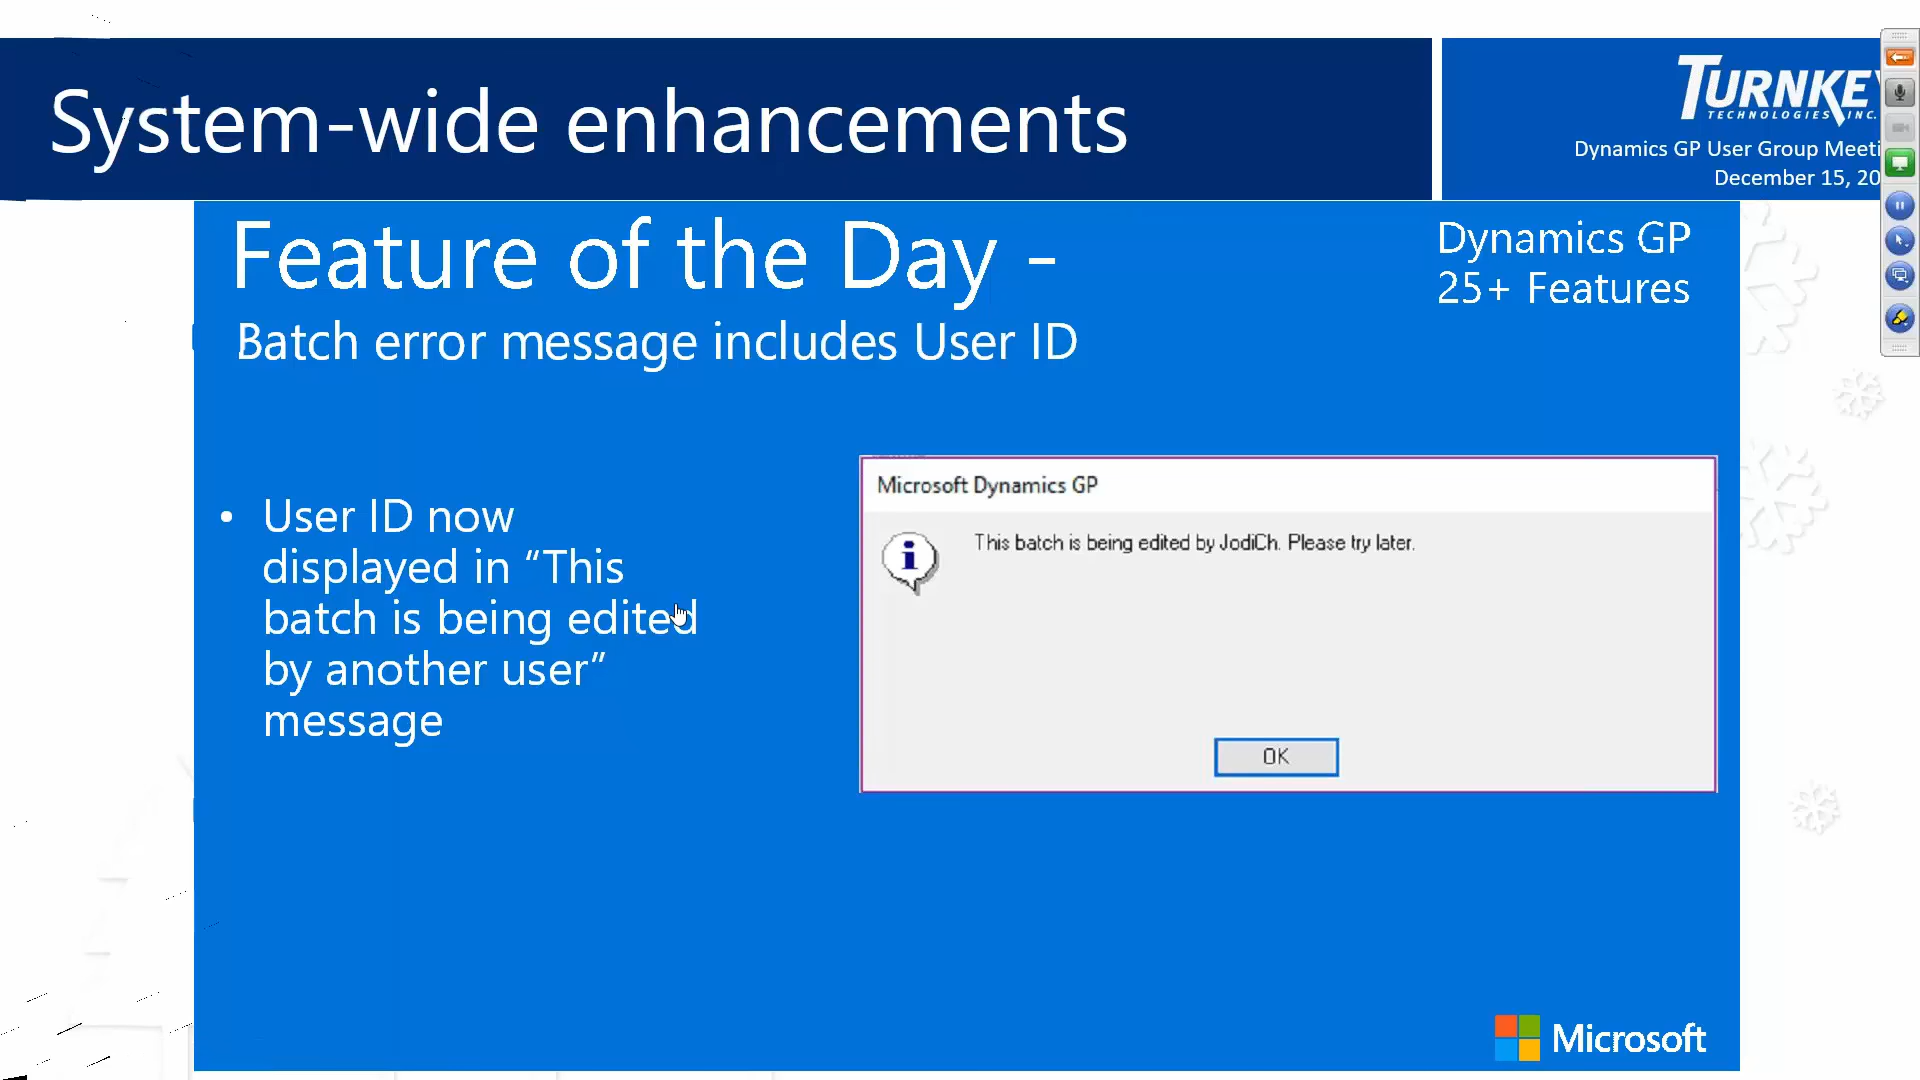 System-wide enhancements
TURNKEY
TECHNOLOGIES INC.
Dynamics GP User Group
December 15,
Feature of the Day -
Batch error message includes User ID
Dynamics GP
25+ Features
• User ID now
displayed in “This
batch is being edited
by another user”
message
Microsoft Dynamics GP
This batch is being edited by JodiCh. Please try later.
OK
Microsoft